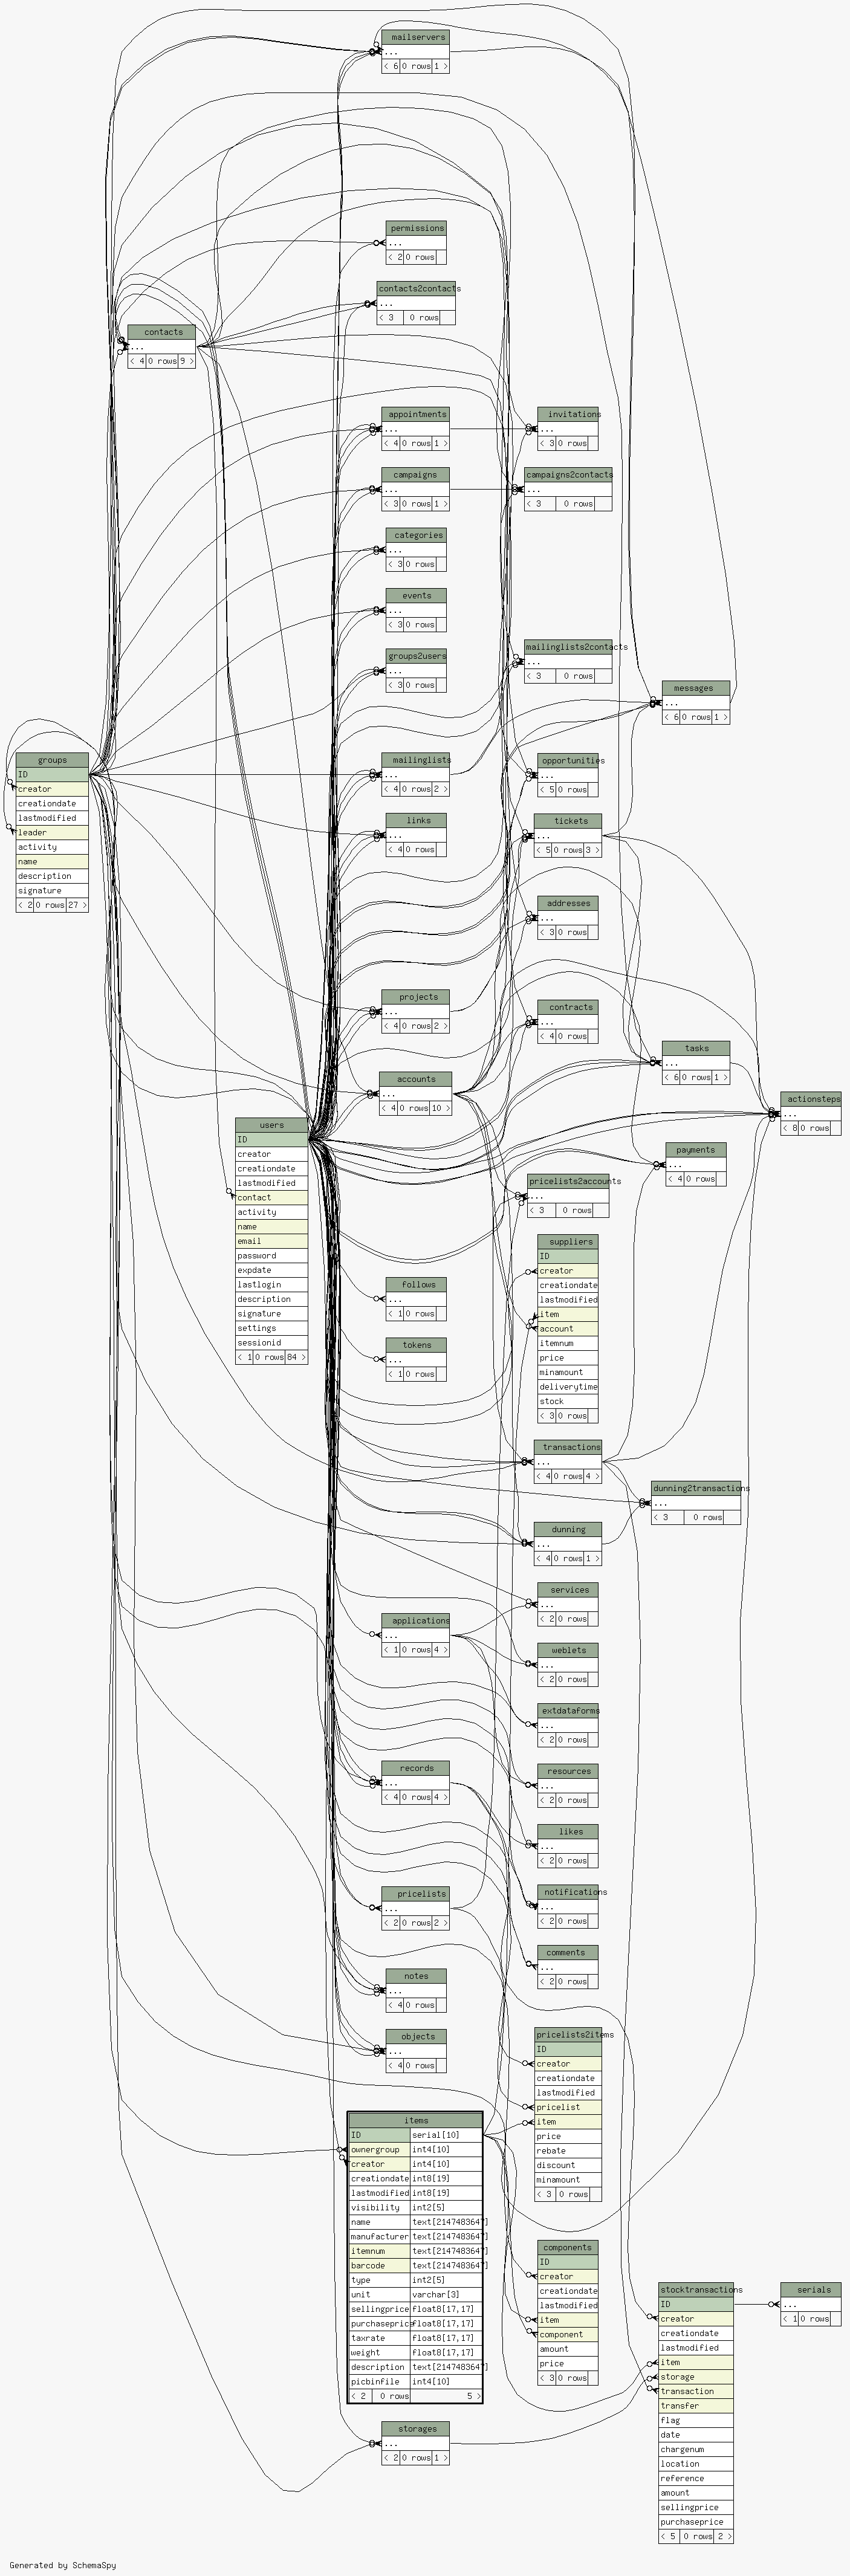 mailservers
...
< 6 0 rows 1 >
permissions
...
< 2 0 rows
contacts2contacts
...
< 3 0 rows
contacts
...
< 4 0 rows 9 >
appointments
...
< 4 0 rows 1 >
invitations
...
< 3 0 rows
campaigns
...
< 3 0 rows 1 >
campaigns2contacts
...
< 3 0 rows
categories
...
< 3 0 rows
events
...
< 3 0 rows
groups2users
...
< 3 0 rows
mailinglists2contacts
...
< 3 0 rows
messages
...
< 6 0 rows 1 >
groups
ID
creator
creationdate
lastmodified
leader
activity
name
description
signature
< 2 0 rows 27 >
mailinglists
...
< 4 0 rows 2 >
opportunities
...
< 5 0 rows
links
...
< 4 0 rows
tickets
...
< 5 0 rows 3 >
addresses
...
< 3 0 rows
projects
...
< 4 0 rows 2 >
contracts
...
< 4 0 rows
tasks
...
< 6 0 rows 1 >
accounts
...
< 4 0 rows 10 >
actionsteps
...
< 8 0 rows
users
ID
creator
creationdate
lastmodified
contact
activity
name
email
password
expdate
lastlogin
description
signature
settings
sessionid
< 1 0 rows 84 >
payments
...
< 4 0 rows
pricelists2accounts
...
< 3 0 rows
suppliers
ID
creator
creationdate
lastmodified
item
account
itemnum
price
minamount
deliverytime
stock
< 3 0 rows
follows
...
< 1 0 rows
tokens
...
< 1 0 rows
transactions
...
< 4 0 rows 4 >
dunning2transactions
...
< 3 0 rows
dunning
...
< 4 0 rows 1 >
services
...
< 2 0 rows
applications
...
< 1 0 rows 4 >
weblets
...
< 2 0 rows
extdataforms
...
< 2 0 rows
records
...
< 4 0 rows 4 >
resources
...
< 2 0 rows
likes
...
< 2 0 rows
pricelists
...
< 2 0 rows 2 >
notifications
...
< 2 0 rows
comments
...
< 2 0 rows
notes
...
< 4 0 rows
objects
...
< 4 0 rows
pricelists2items
ID
creator
creationdate
lastmodified
pricelist
item
price
rebate
discount
minamount
< 3 0 rows
items
ID serial[10]
ownergroup int4[10]
creator int4[10]
creationdate int8[19]
lastmodified int8[19]
visibility int2[5]
name text[2147483647]
manufacturer text[2147483647]
itemnum text[2147483647]
barcode text[2147483647]
type int2[5]
unit varchar[3]
sellingprice float8[17,17]
purchaseprice float8[17,17]
taxrate float8[17,17]
weight float8[17,17]
description text[2147483647]
picbinfile int4[10]
< 2 0 rows 5 >
components
ID
creator
creationdate
lastmodified
item
component
amount
price
< 3 0 rows
stocktransactions
ID
creator
creationdate
lastmodified
item
storage
transaction
transfer
flag
date
chargenum
location
reference
amount
sellingprice
purchaseprice
< 5 0 rows 2 >
serials
...
< 1 0 rows
storages
...
< 2 0 rows 1 >
Generated by SchemaSpy